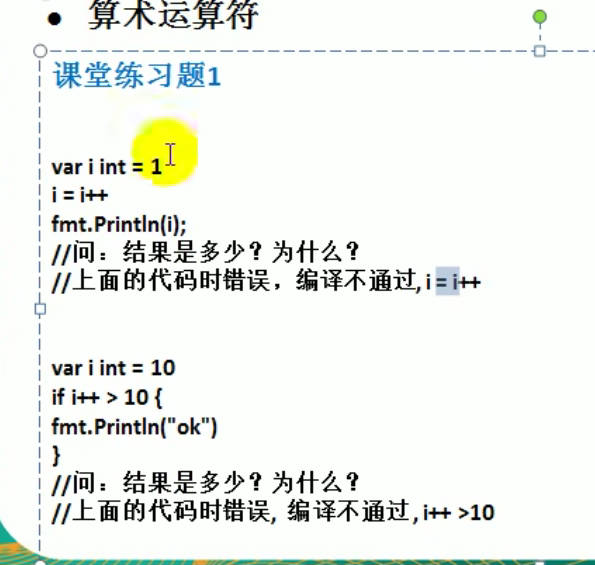 ● 算术运算符
课堂练习题1
var i int = 1
i = i++
fmt.Println(i);
//问：结果是多少？为什么？
//上面的代码时错误，编译不通过, i = i++
var i int = 10
if i++ > 10 {
fmt.Println("ok")
}
//问：结果是多少？为什么？
//上面的代码时错误, 编译不通过, i++ >10